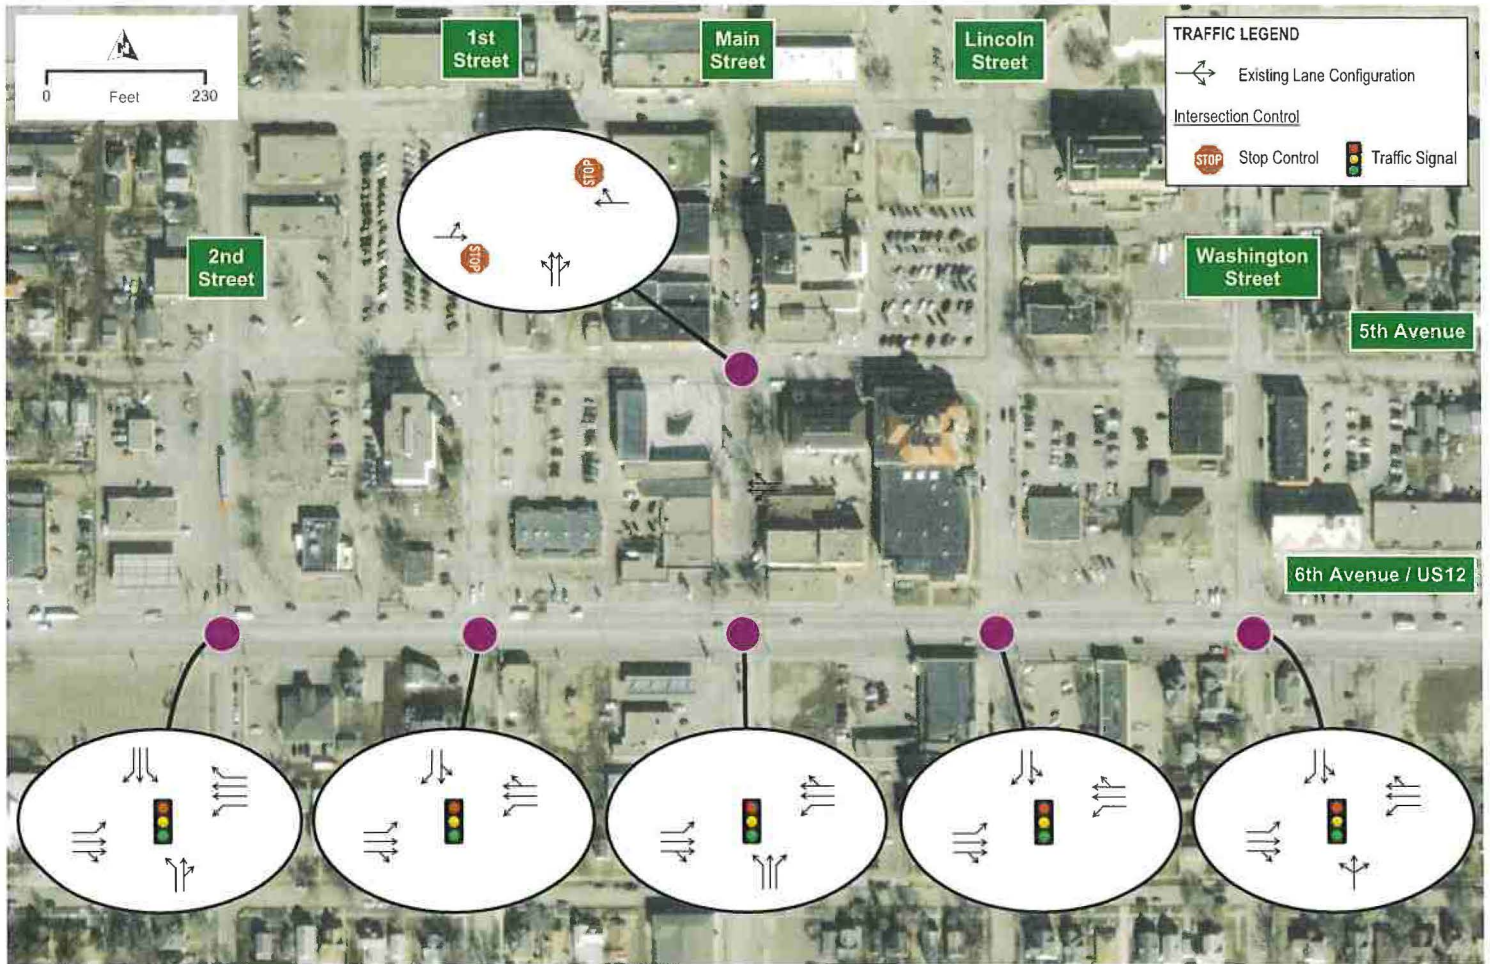 1st
Street
Main
Street
Lincoln
Street
TRAFFIC LEGEND
Existing Lane Configuration
Intersection Control
STOP
Stop Control
Traffic Signal
N
0
Feet
230
STOP
STOP
2nd
Street
Washington
Street
5th Avenue
6th Avenue / US12